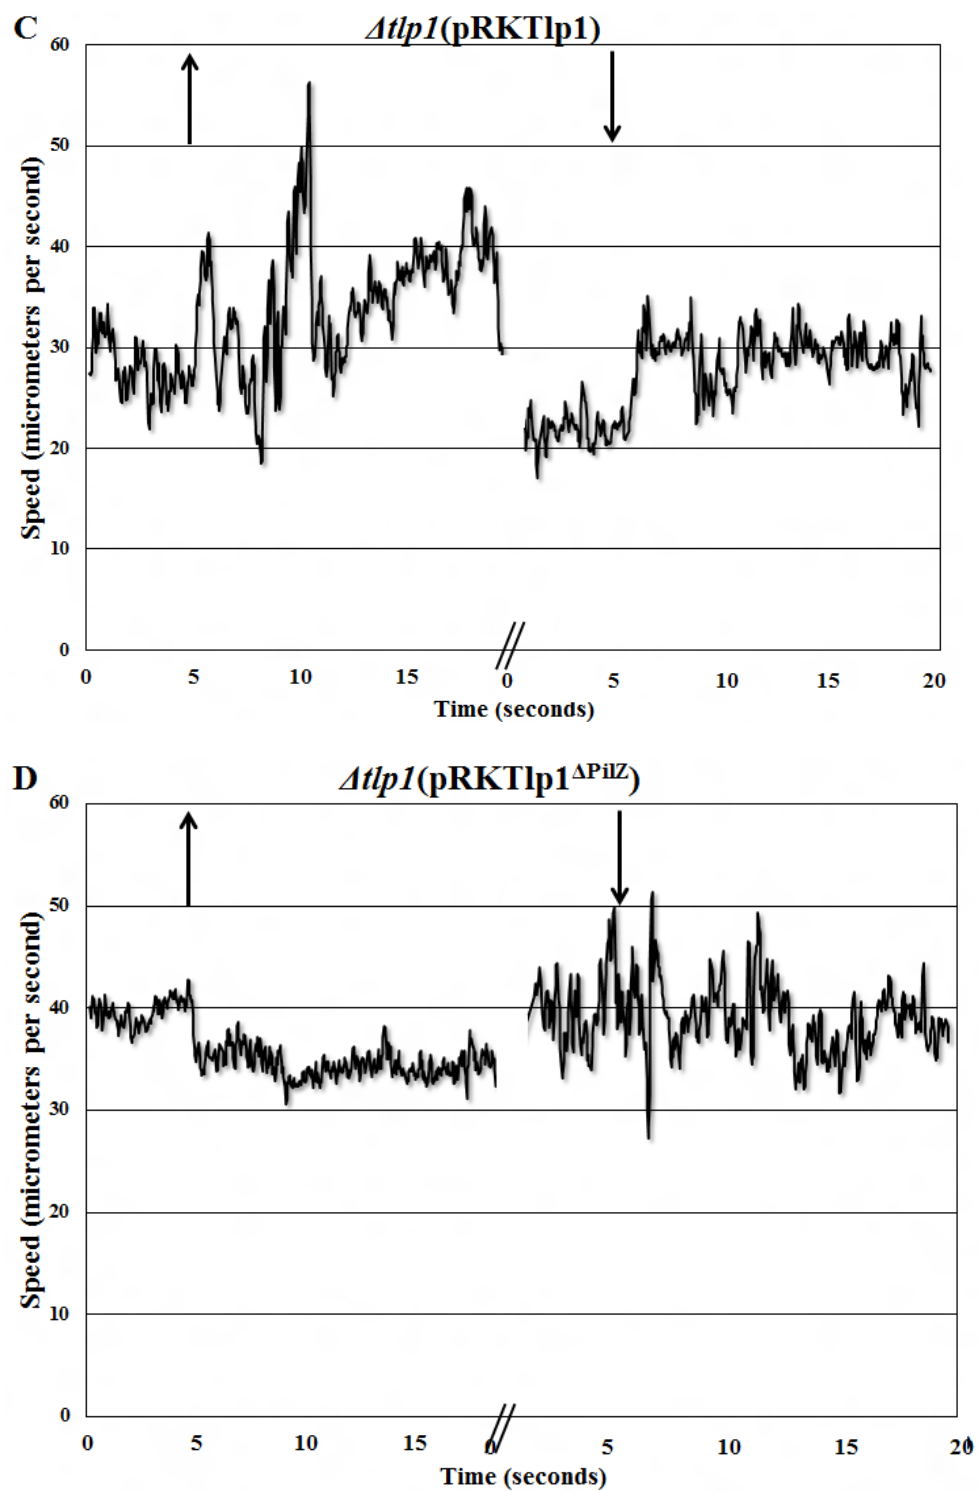 C Δtlp1(pRKTlp1)
60
50
40
30
20
10
0
Speed (micrometers per second)
0 5 10 15 0 5 10 15 20
Time (seconds)
D Δtlp1(pRKTlp1ΔPilZ)
60
50
40
30
20
10
0
Speed (micrometers per second)
0 5 10 15 0 5 10 15 20
Time (seconds)